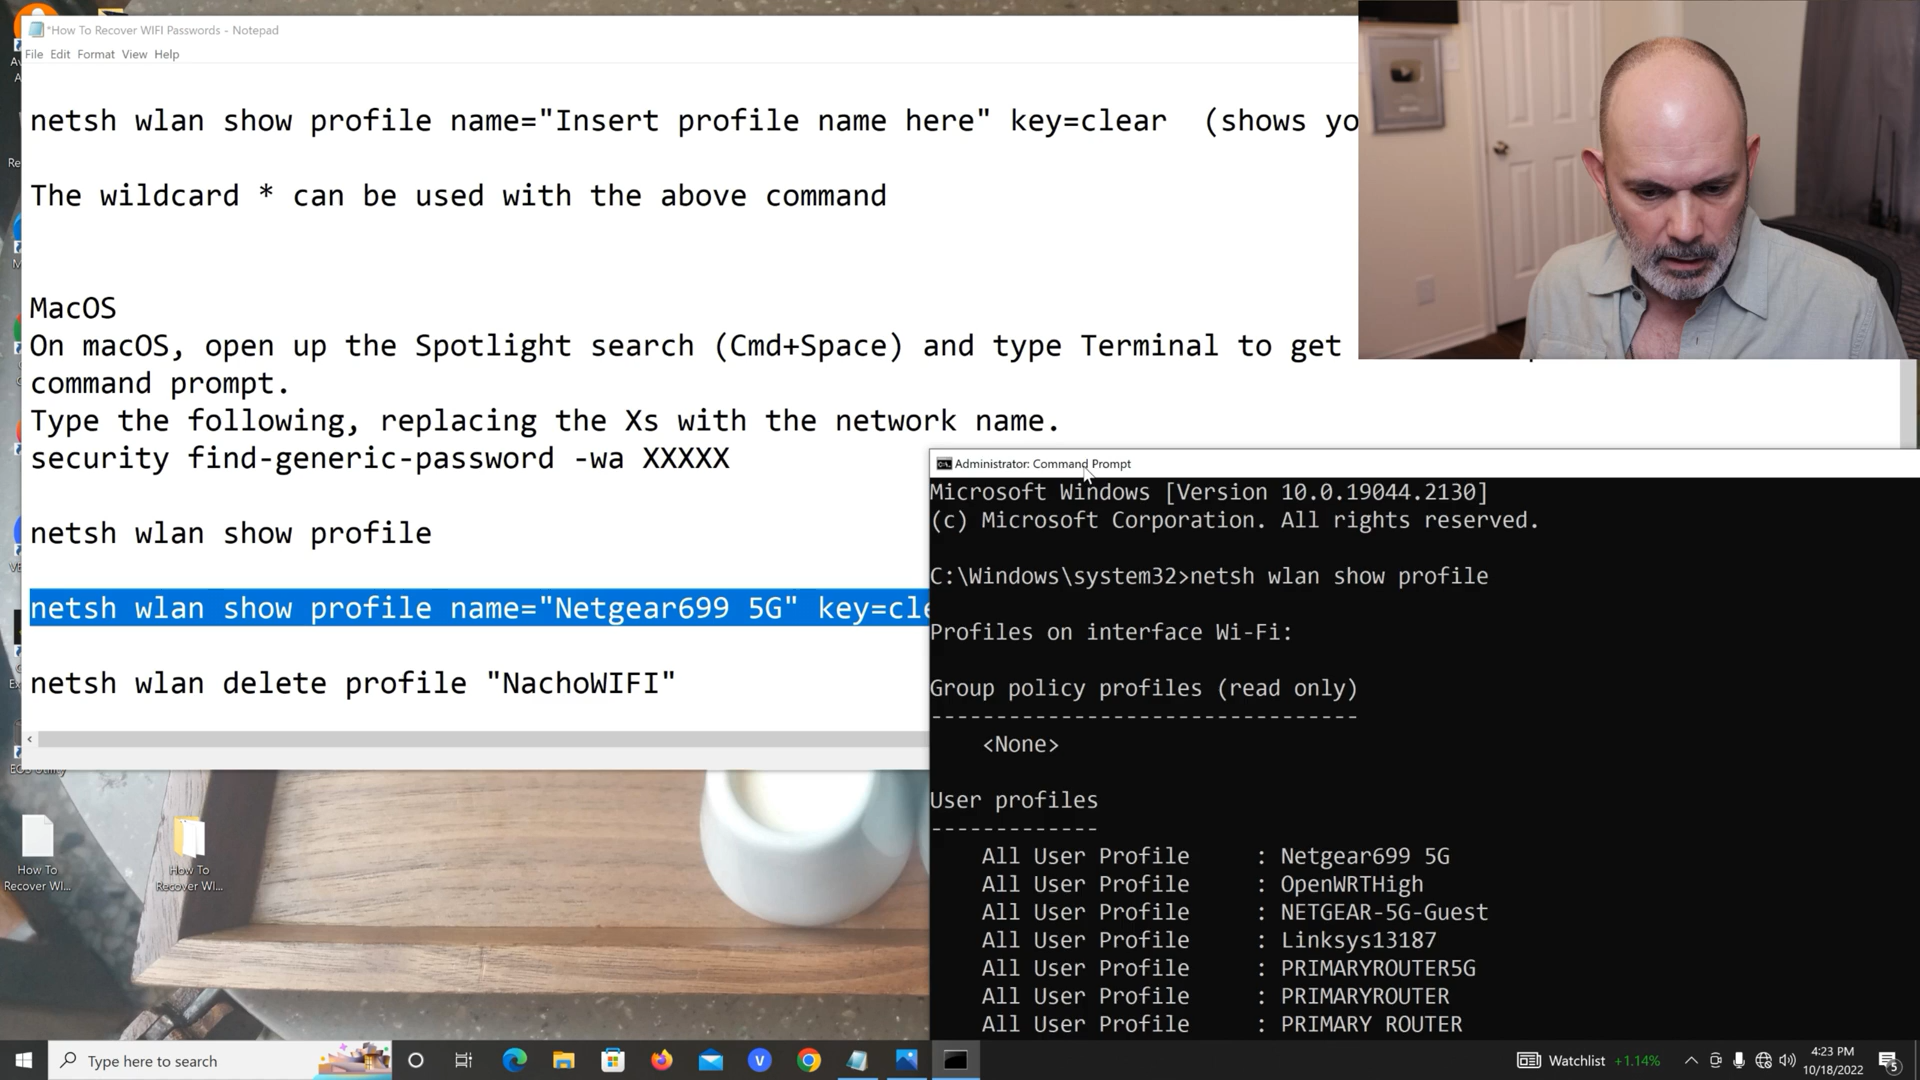 *How To Recover WIFI Passwords - Notepad
File Edit Format View Help
netsh wlan show profile name="Insert profile name here" key=clear (shows yo
The wildcard * can be used with the above command
MacOS
On macOS, open up the Spotlight search (Cmd+Space) and type Terminal to get
command prompt.
Type the following, replacing the Xs with the network name.
security find-generic-password -wa XXXXX
netsh wlan show profile
netsh wlan show profile name="Netgear699 5G" key=cle
netsh wlan delete profile "NachoWIFI"
Administrator: Command Prompt
Microsoft Windows [Version 10.0.19044.2130]
(c) Microsoft Corporation. All rights reserved.
C:\Windows\system32>netsh wlan show profile
Profiles on interface Wi-Fi:
Group policy profiles (read only)
---------------------------------
<None>
User profiles
-------------
All User Profile : Netgear699 5G
All User Profile : OpenWRTHigh
All User Profile : NETGEAR-5G-Guest
All User Profile : Linksys13187
All User Profile : PRIMARYROUTER5G
All User Profile : PRIMARYROUTER
All User Profile : PRIMARY ROUTER
How To
Recover WI...
How To
Recover WI...
Type here to search
Watchlist +1.14%
4:23 PM
10/18/2022
5